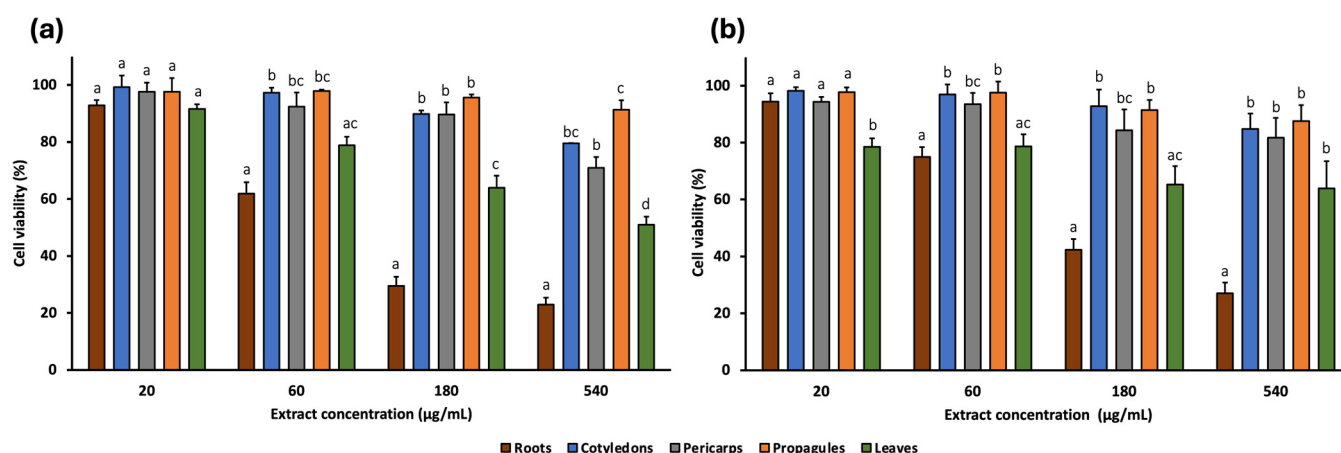 (a)
Cell viability (%)
100
80
60
40
20
0
a a a a a
a b bc bc ac
a b b b c
a bc b c d
20 60 180 540
Extract concentration (µg/mL)
(b)
Cell viability (%)
100
80
60
40
20
0
a a a a b
a b bc b ac
a b bc b ac
a b b b b
20 60 180 540
Extract concentration (µg/mL)
Roots Cotyledons Pericarps Propagules Leaves